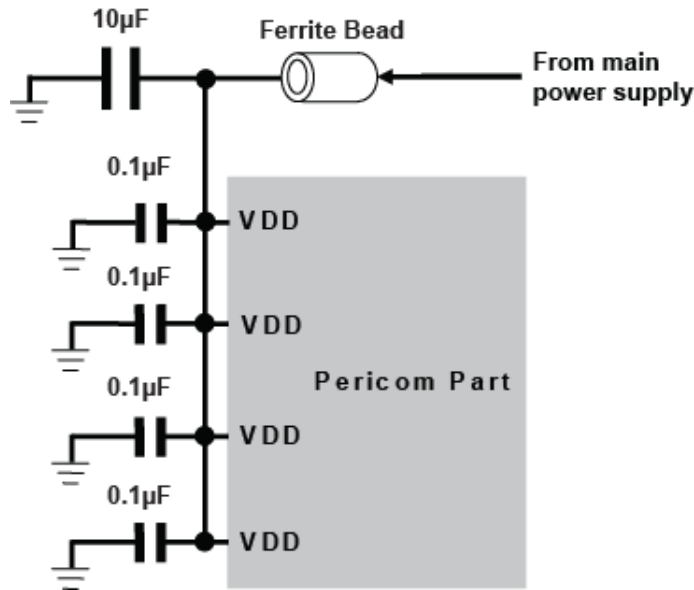 10µF
Ferrite Bead
From main
power supply
0.1µF
VDD
0.1µF
VDD
Pericom Part
0.1µF
VDD
0.1µF
VDD